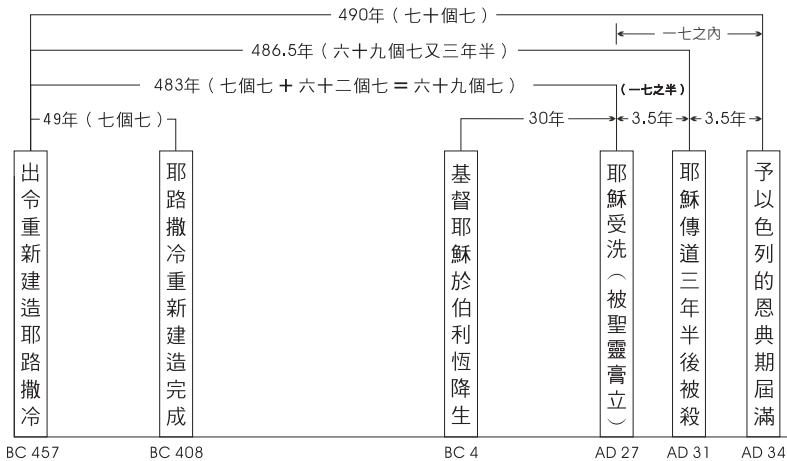 490年（七十個七）
一七之內
486.5年（六十九個七又三年半）
483年（七個七＋六十二個七＝六十九個七）
（一七之半）
49年（七個七）
30年
3.5年
3.5年
出令重新建造耶路撒冷
耶路撒冷重新建造完成
基督耶穌於伯利恆降生
耶穌受洗（被聖靈膏立）
耶穌傳道三年半後被殺
予以色列的恩典期屆滿
BC 457
BC 408
BC 4
AD 27
AD 31
AD 34